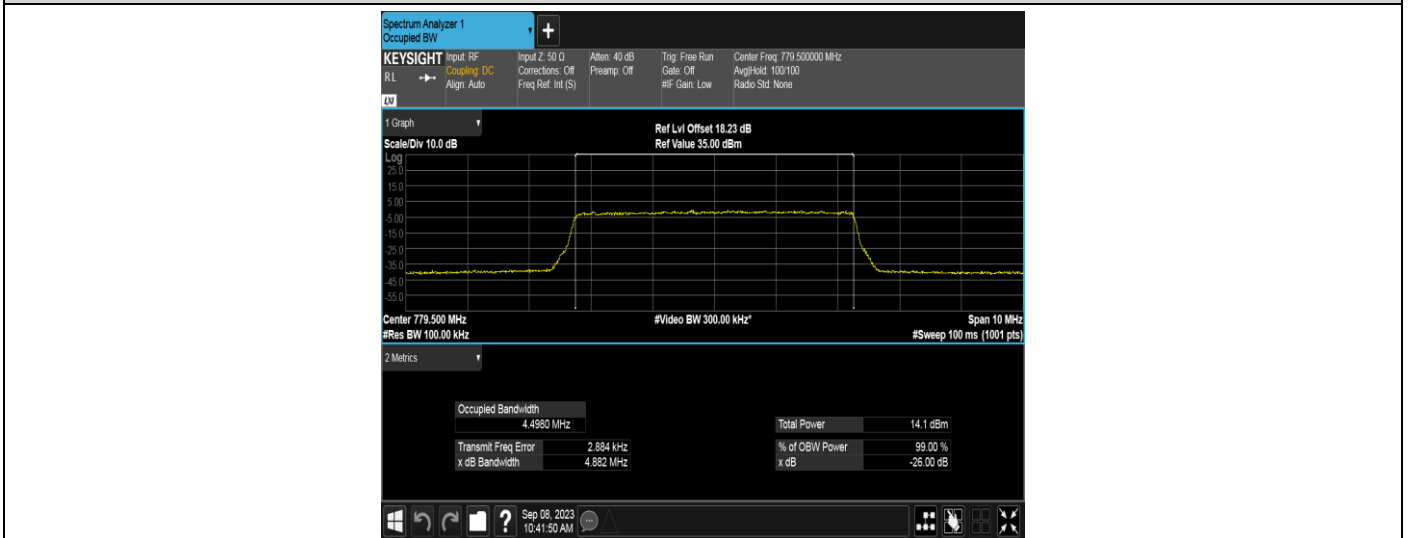 Spectrum Analyzer 1
Occupied BW
+
KEYSIGHT
R L
LXI
Input: RF
Coupling: DC
Align: Auto
Input Z: 50 Ω
Corrections: Off
Freq Ref: Int (S)
Atten: 40 dB
Preamp: Off
Trig: Free Run
Gate: Off
#IF Gain: Low
Center Freq: 779.500000 MHz
Avg|Hold: 100/100
Radio Std: None
1 Graph
Scale/Div 10.0 dB
Ref Lvl Offset 18.23 dB
Ref Value 35.00 dBm
Log
25.0
15.0
5.00
-5.00
-15.0
-25.0
-35.0
-45.0
-55.0
Center 779.500 MHz
#Video BW 300.00 kHz*
Span 10 MHz
#Res BW 100.00 kHz
#Sweep 100 ms (1001 pts)
2 Metrics
Occupied Bandwidth
4.4980 MHz
Total Power 14.1 dBm
Transmit Freq Error 2.884 kHz
% of OBW Power 99.00 %
x dB Bandwidth 4.882 MHz
x dB -26.00 dB
?
Sep 08, 2023
10:41:50 AM